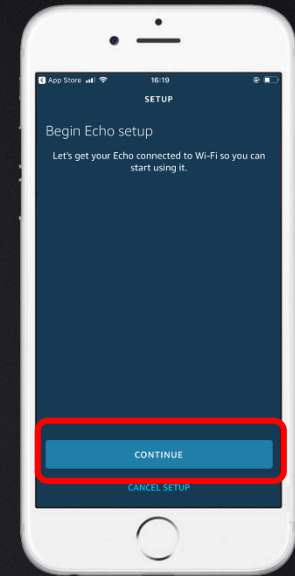 App Store 16:19
SETUP
Begin Echo setup
Let's get your Echo connected to Wi-Fi so you can
start using it.
CONTINUE
CANCEL SETUP